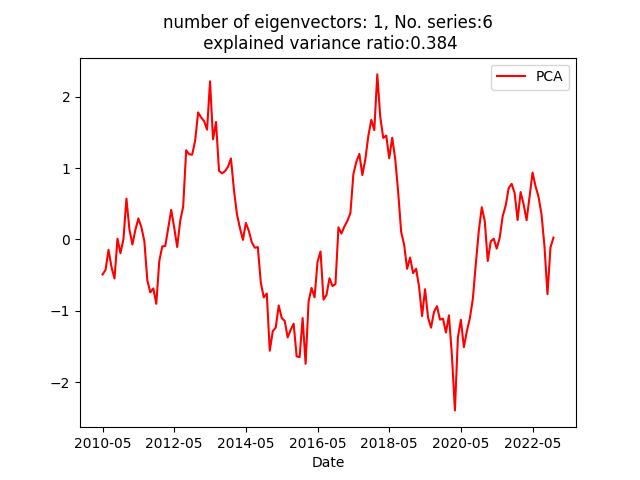 number of eigenvectors: 1, No. series:6
explained variance ratio:0.384
PCA
2
1
0
−1
−2
2010-05 2012-05 2014-05 2016-05 2018-05 2020-05 2022-05
Date